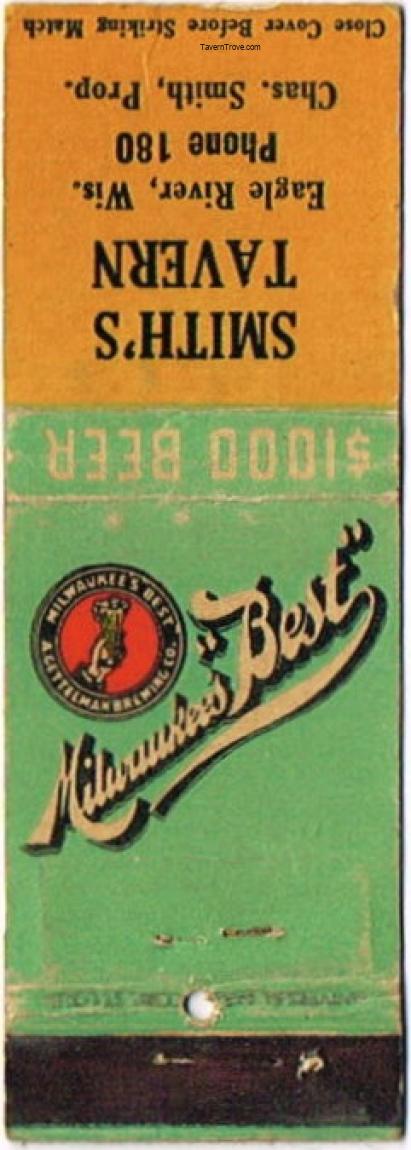 Close Cover Before Striking Match
TavernTrove.com
Chas. Smith, Prop.
Phone 180
Eagle River, Wis.
TAVERN
SMITH'S
$1000 BEER
MILWAUKEE'S BEST
A. GETTELMAN BREWING CO.
Milwaukee's "Best"